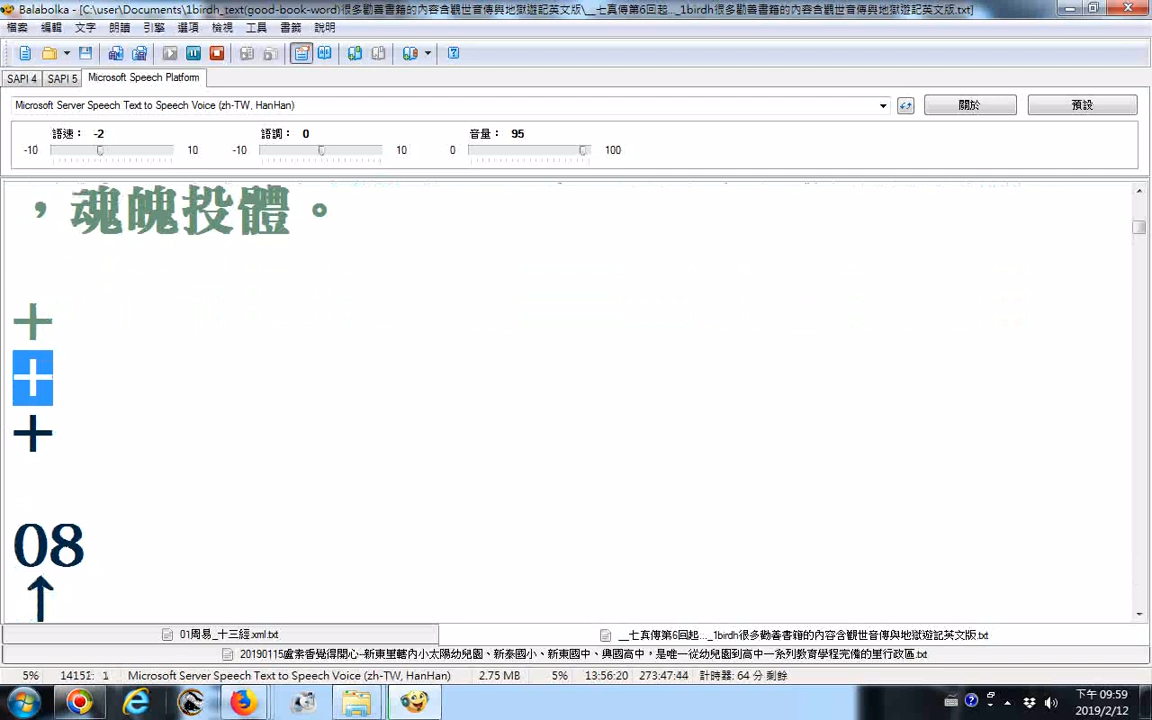 Balabolka - [C:\user\Documents\1birdh_text(good-book-word)很多勸善書籍的內容含觀世音傳與地獄遊記英文版\__七真傳第6回起..._1birdh很多勸善書籍的內容含觀世音傳與地獄遊記英文版.txt]
檔案 編輯 文字 朗讀 引擎 選項 檢視 工具 書籤 說明
SAPI 4 SAPI 5 Microsoft Speech Platform
Microsoft Server Speech Text to Speech Voice (zh-TW, HanHan) 關於 預設
語速： -2 語調： 0 音量： 95
-10 10 -10 10 0 100
，魂魄投體。
+
+
+
08
↑
01周易_十三經.xml.txt __七真傳第6回起..._1birdh很多勸善書籍的內容含觀世音傳與地獄遊記英文版.txt
20190115盧素香覺得開心--新東里轄內小太陽幼兒園、新泰國小、新東國中、典國高中，是唯一從幼兒園到高中一系列教育學程完備的里行政區.txt
5% 14151: 1 Microsoft Server Speech Text to Speech Voice (zh-TW, HanHan) 2.75 MB 5% 13:56:20 273:47:44 計時器: 64 分 剩餘
下午 09:59
2019/2/12